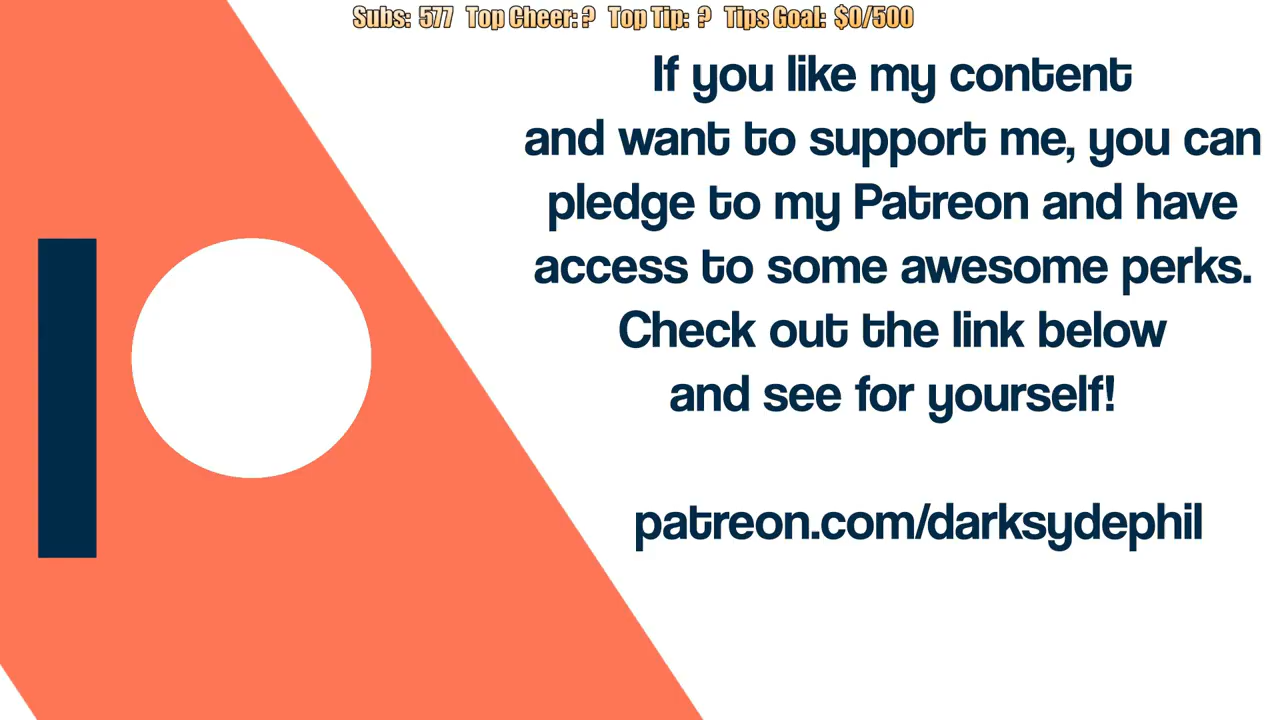 Subs: 577 Top Cheer: ? Top Tip: ? Tips Goal: $0/500
If you like my content
and want to support me, you can
pledge to my Patreon and have
access to some awesome perks.
Check out the link below
and see for yourself!
patreon.com/darksydephil